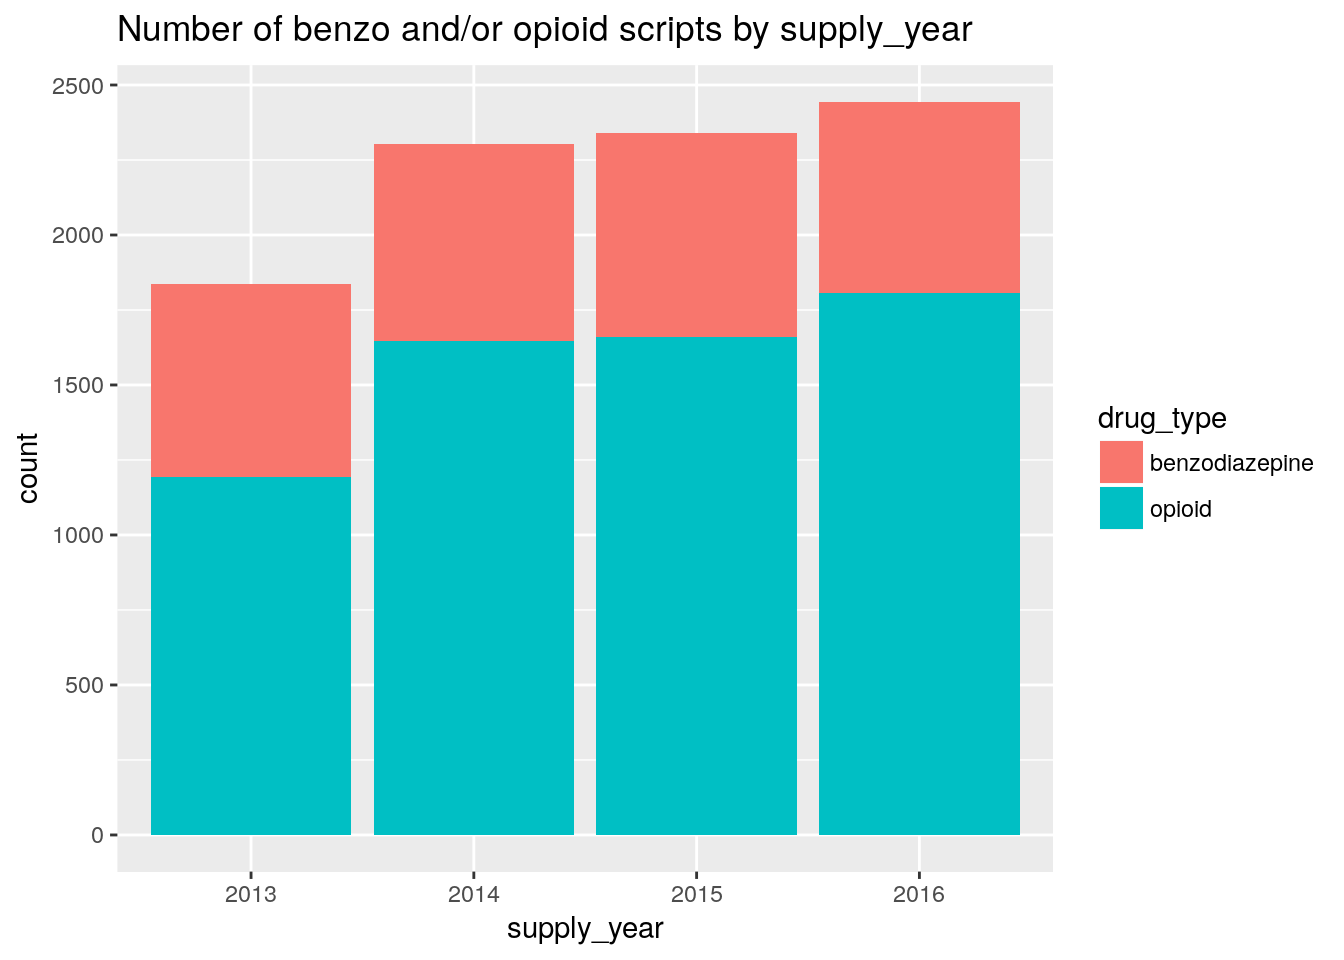 Number of benzo and/or opioid scripts by supply_year
2500
2000
1500
1000
500
0
count
2013 2014 2015 2016
supply_year
drug_type
benzodiazepine
opioid